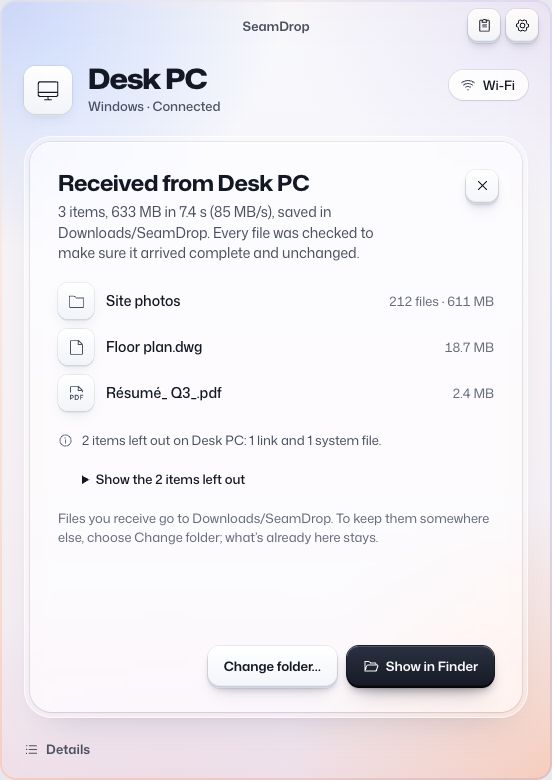 SeamDrop
Desk PC
Windows · Connected
Wi-Fi
Received from Desk PC
3 items, 633 MB in 7.4 s (85 MB/s), saved in
Downloads/SeamDrop. Every file was checked to
make sure it arrived complete and unchanged.
Site photos
212 files · 611 MB
Floor plan.dwg
18.7 MB
PDF
Résumé_ Q3_.pdf
2.4 MB
2 items left out on Desk PC: 1 link and 1 system file.
Show the 2 items left out
Files you receive go to Downloads/SeamDrop. To keep them somewhere
else, choose Change folder; what’s already here stays.
Change folder…
Show in Finder
Details